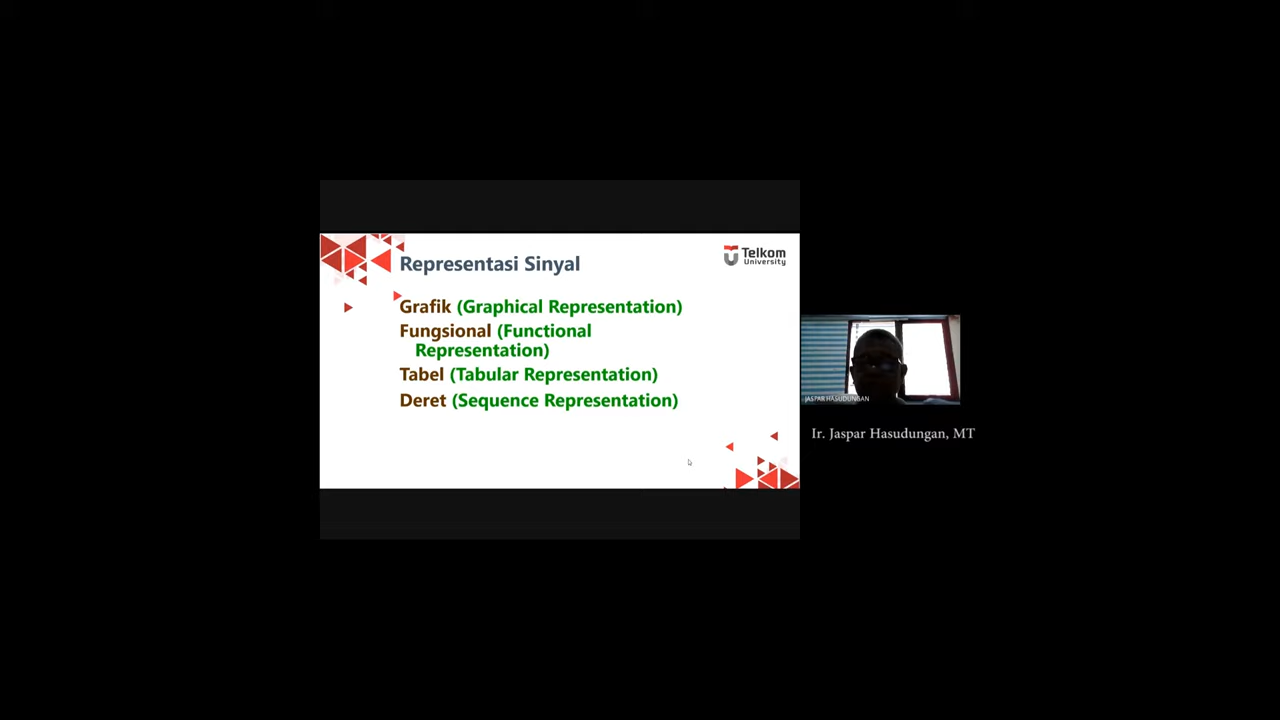 Representasi Sinyal
Telkom
University
Grafik (Graphical Representation)
Fungsional (Functional
Representation)
Tabel (Tabular Representation)
Deret (Sequence Representation)
JASPAR HASUDUNGAN
Ir. Jaspar Hasudungan, MT